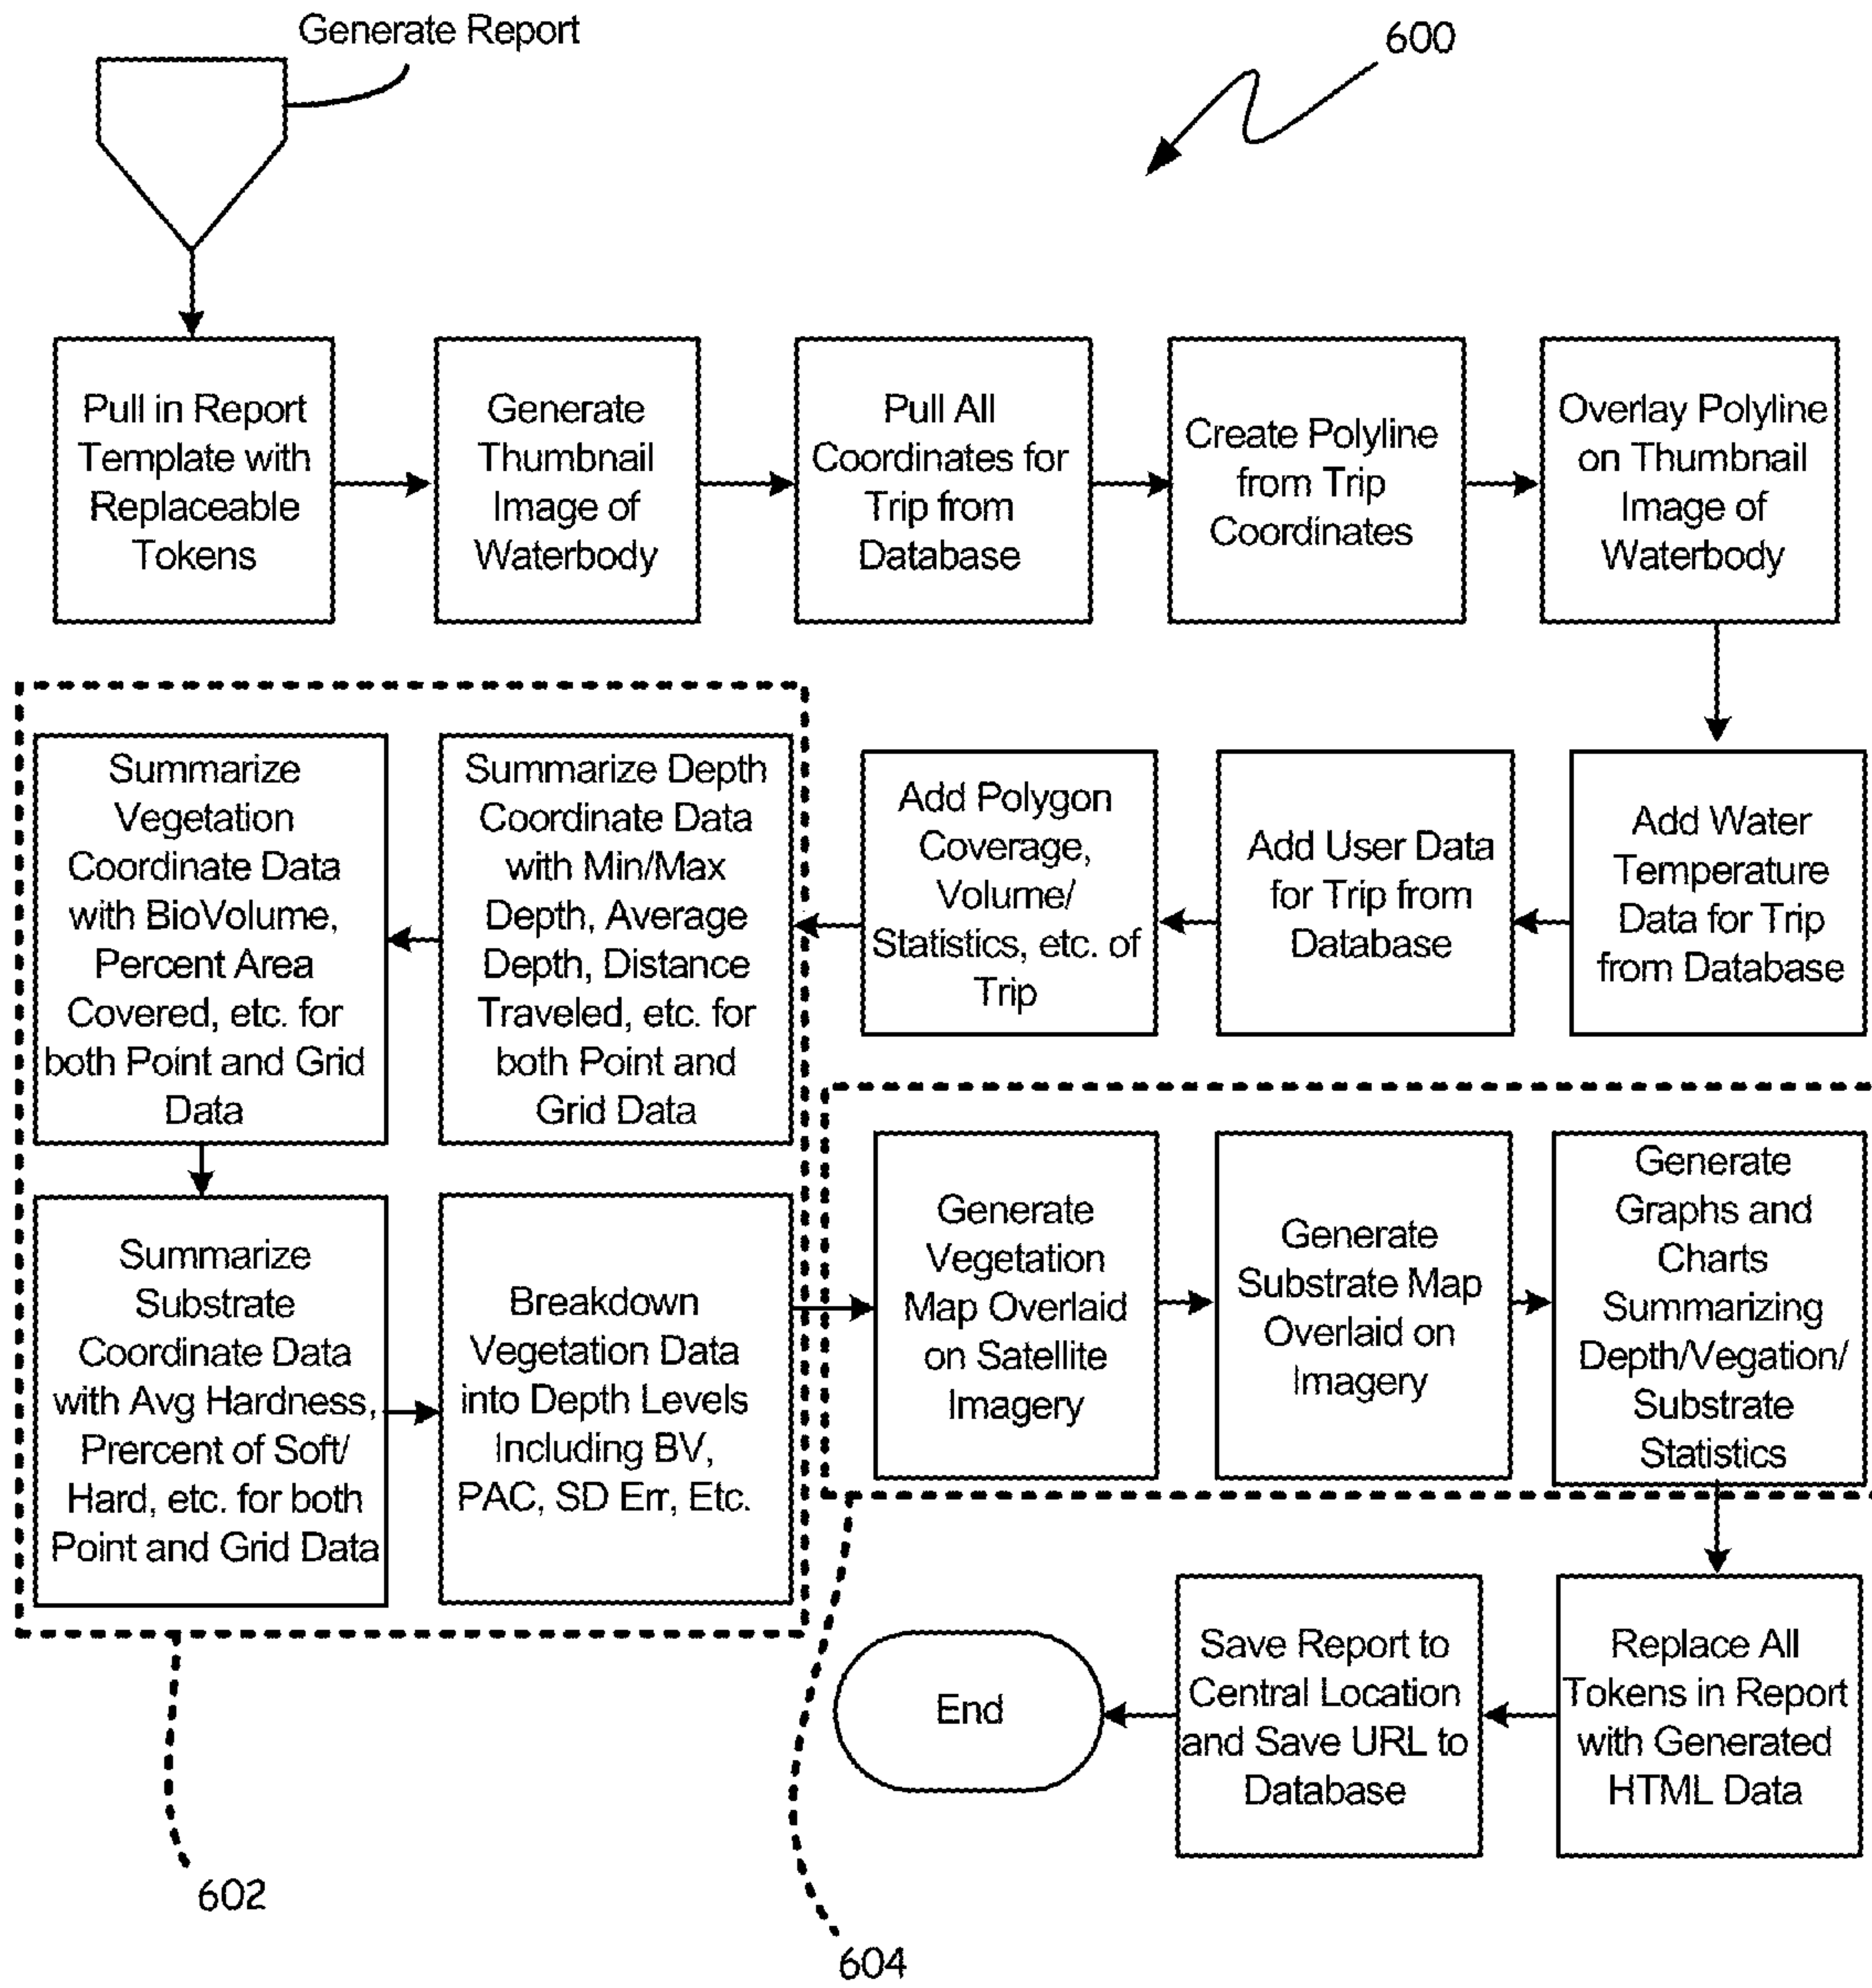 Generate Report
600
Pull in Report
Template with
Replaceable
Tokens
Generate
Thumbnail
Image of
Waterbody
Pull All
Coordinates for
Trip from
Database
Create Polyline
from Trip
Coordinates
Overlay Polyline
on Thumbnail
Image of
Waterbody
Add Water
Temperature
Data for Trip
from Database
Add User Data
for Trip from
Database
Add Polygon
Coverage,
Volume/
Statistics, etc. of
Trip
Summarize Depth
Coordinate Data
with Min/Max
Depth, Average
Depth, Distance
Traveled, etc. for
both Point and
Grid Data
Summarize
Vegetation
Coordinate Data
with BioVolume,
Percent Area
Covered, etc. for
both Point and Grid
Data
Summarize
Substrate
Coordinate Data
with Avg Hardness,
Prercent of Soft/
Hard, etc. for both
Point and Grid Data
Breakdown
Vegetation Data
into Depth Levels
Including BV,
PAC, SD Err, Etc.
Generate
Vegetation
Map Overlaid
on Satellite
Imagery
Generate
Substrate Map
Overlaid on
Imagery
Generate
Graphs and
Charts
Summarizing
Depth/Vegation/
Substrate
Statistics
Replace All
Tokens in Report
with Generated
HTML Data
Save Report to
Central Location
and Save URL to
Database
End
602
604